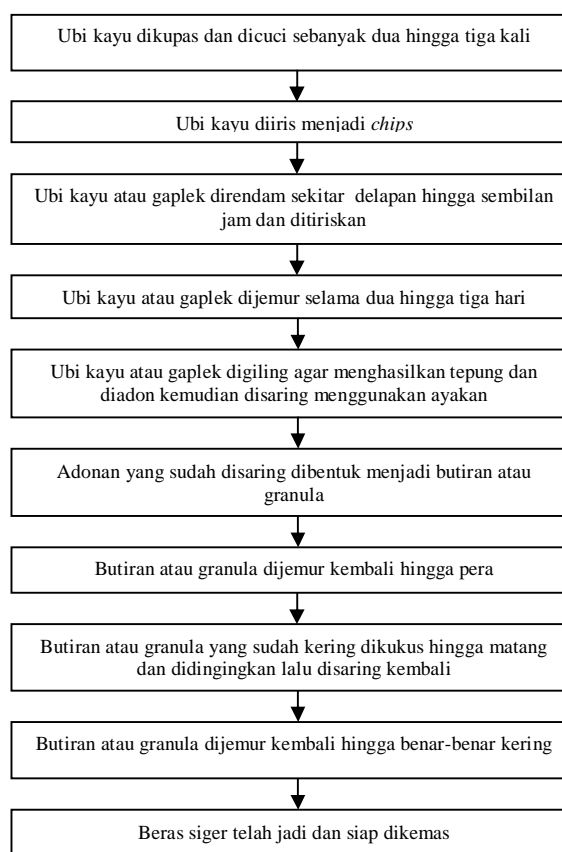 Ubi kayu dikupas dan dicuci sebanyak dua hingga tiga kali
Ubi kayu diiris menjadi chips
Ubi kayu atau gaplek direndam sekitar delapan hingga sembilan
jam dan ditiriskan
Ubi kayu atau gaplek dijemur selama dua hingga tiga hari
Ubi kayu atau gaplek digiling agar menghasilkan tepung dan
diadon kemudian disaring menggunakan ayakan
Adonan yang sudah disaring dibentuk menjadi butiran atau
granula
Butiran atau granula dijemur kembali hingga pera
Butiran atau granula yang sudah kering dikukus hingga matang
dan didingingkan lalu disaring kembali
Butiran atau granula dijemur kembali hingga benar-benar kering
Beras siger telah jadi dan siap dikemas